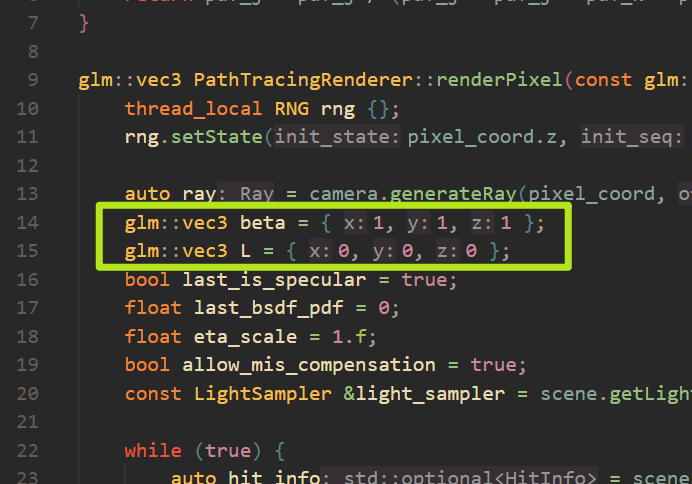 7 }
8
9 glm::vec3 PathTracingRenderer::renderPixel(const glm:
10 thread_local RNG rng {};
11 rng.setState(init_state: pixel_coord.z, init_seq:
12
13 auto ray: Ray = camera.generateRay(pixel_coord,
14 glm::vec3 beta = { x: 1, y: 1, z: 1 };
15 glm::vec3 L = { x: 0, y: 0, z: 0 };
16 bool last_is_specular = true;
17 float last_bsdf_pdf = 0;
18 float eta_scale = 1.f;
19 bool allow_mis_compensation = true;
20 const LightSampler &light_sampler = scene.getLight
21
22 while (true) {
23 auto hit_info: std::optional<HitInfo> = scene